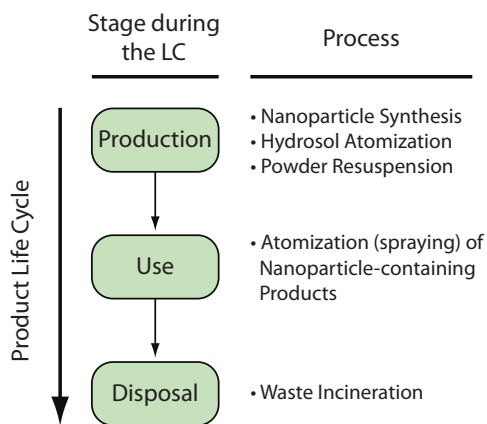 Stage during
the LC
Process
Product Life Cycle
Production
• Nanoparticle Synthesis
• Hydrosol Atomization
• Powder Resuspension
Use
• Atomization (spraying) of
Nanoparticle-containing
Products
Disposal
• Waste Incineration